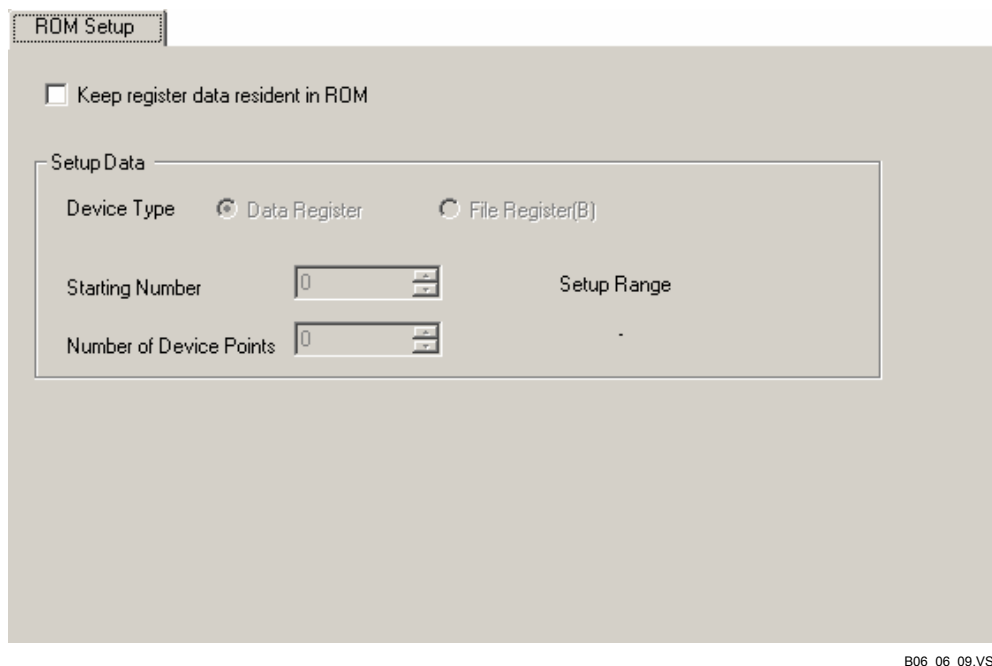 ROM Setup
Keep register data resident in ROM
Setup Data
Device Type Data Register File Register(B)
Starting Number 0 Setup Range
Number of Device Points 0 -
B06_06_09.VS